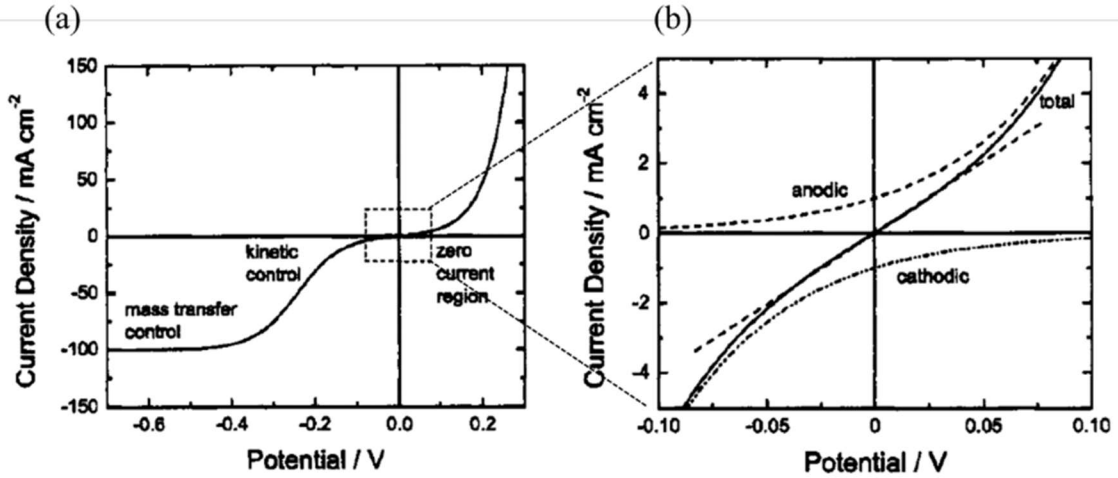 (a)
(b)
Current Density / mA cm-2
150
100
50
0
-50
-100
-150
kinetic
control
zero
current
region
mass transfer
control
-0.6
-0.4
-0.2
0.0
0.2
Potential / V
Current Density / mA cm-2
4
2
0
-2
-4
total
anodic
cathodic
-0.10
-0.05
0
0.05
0.10
Potential / V